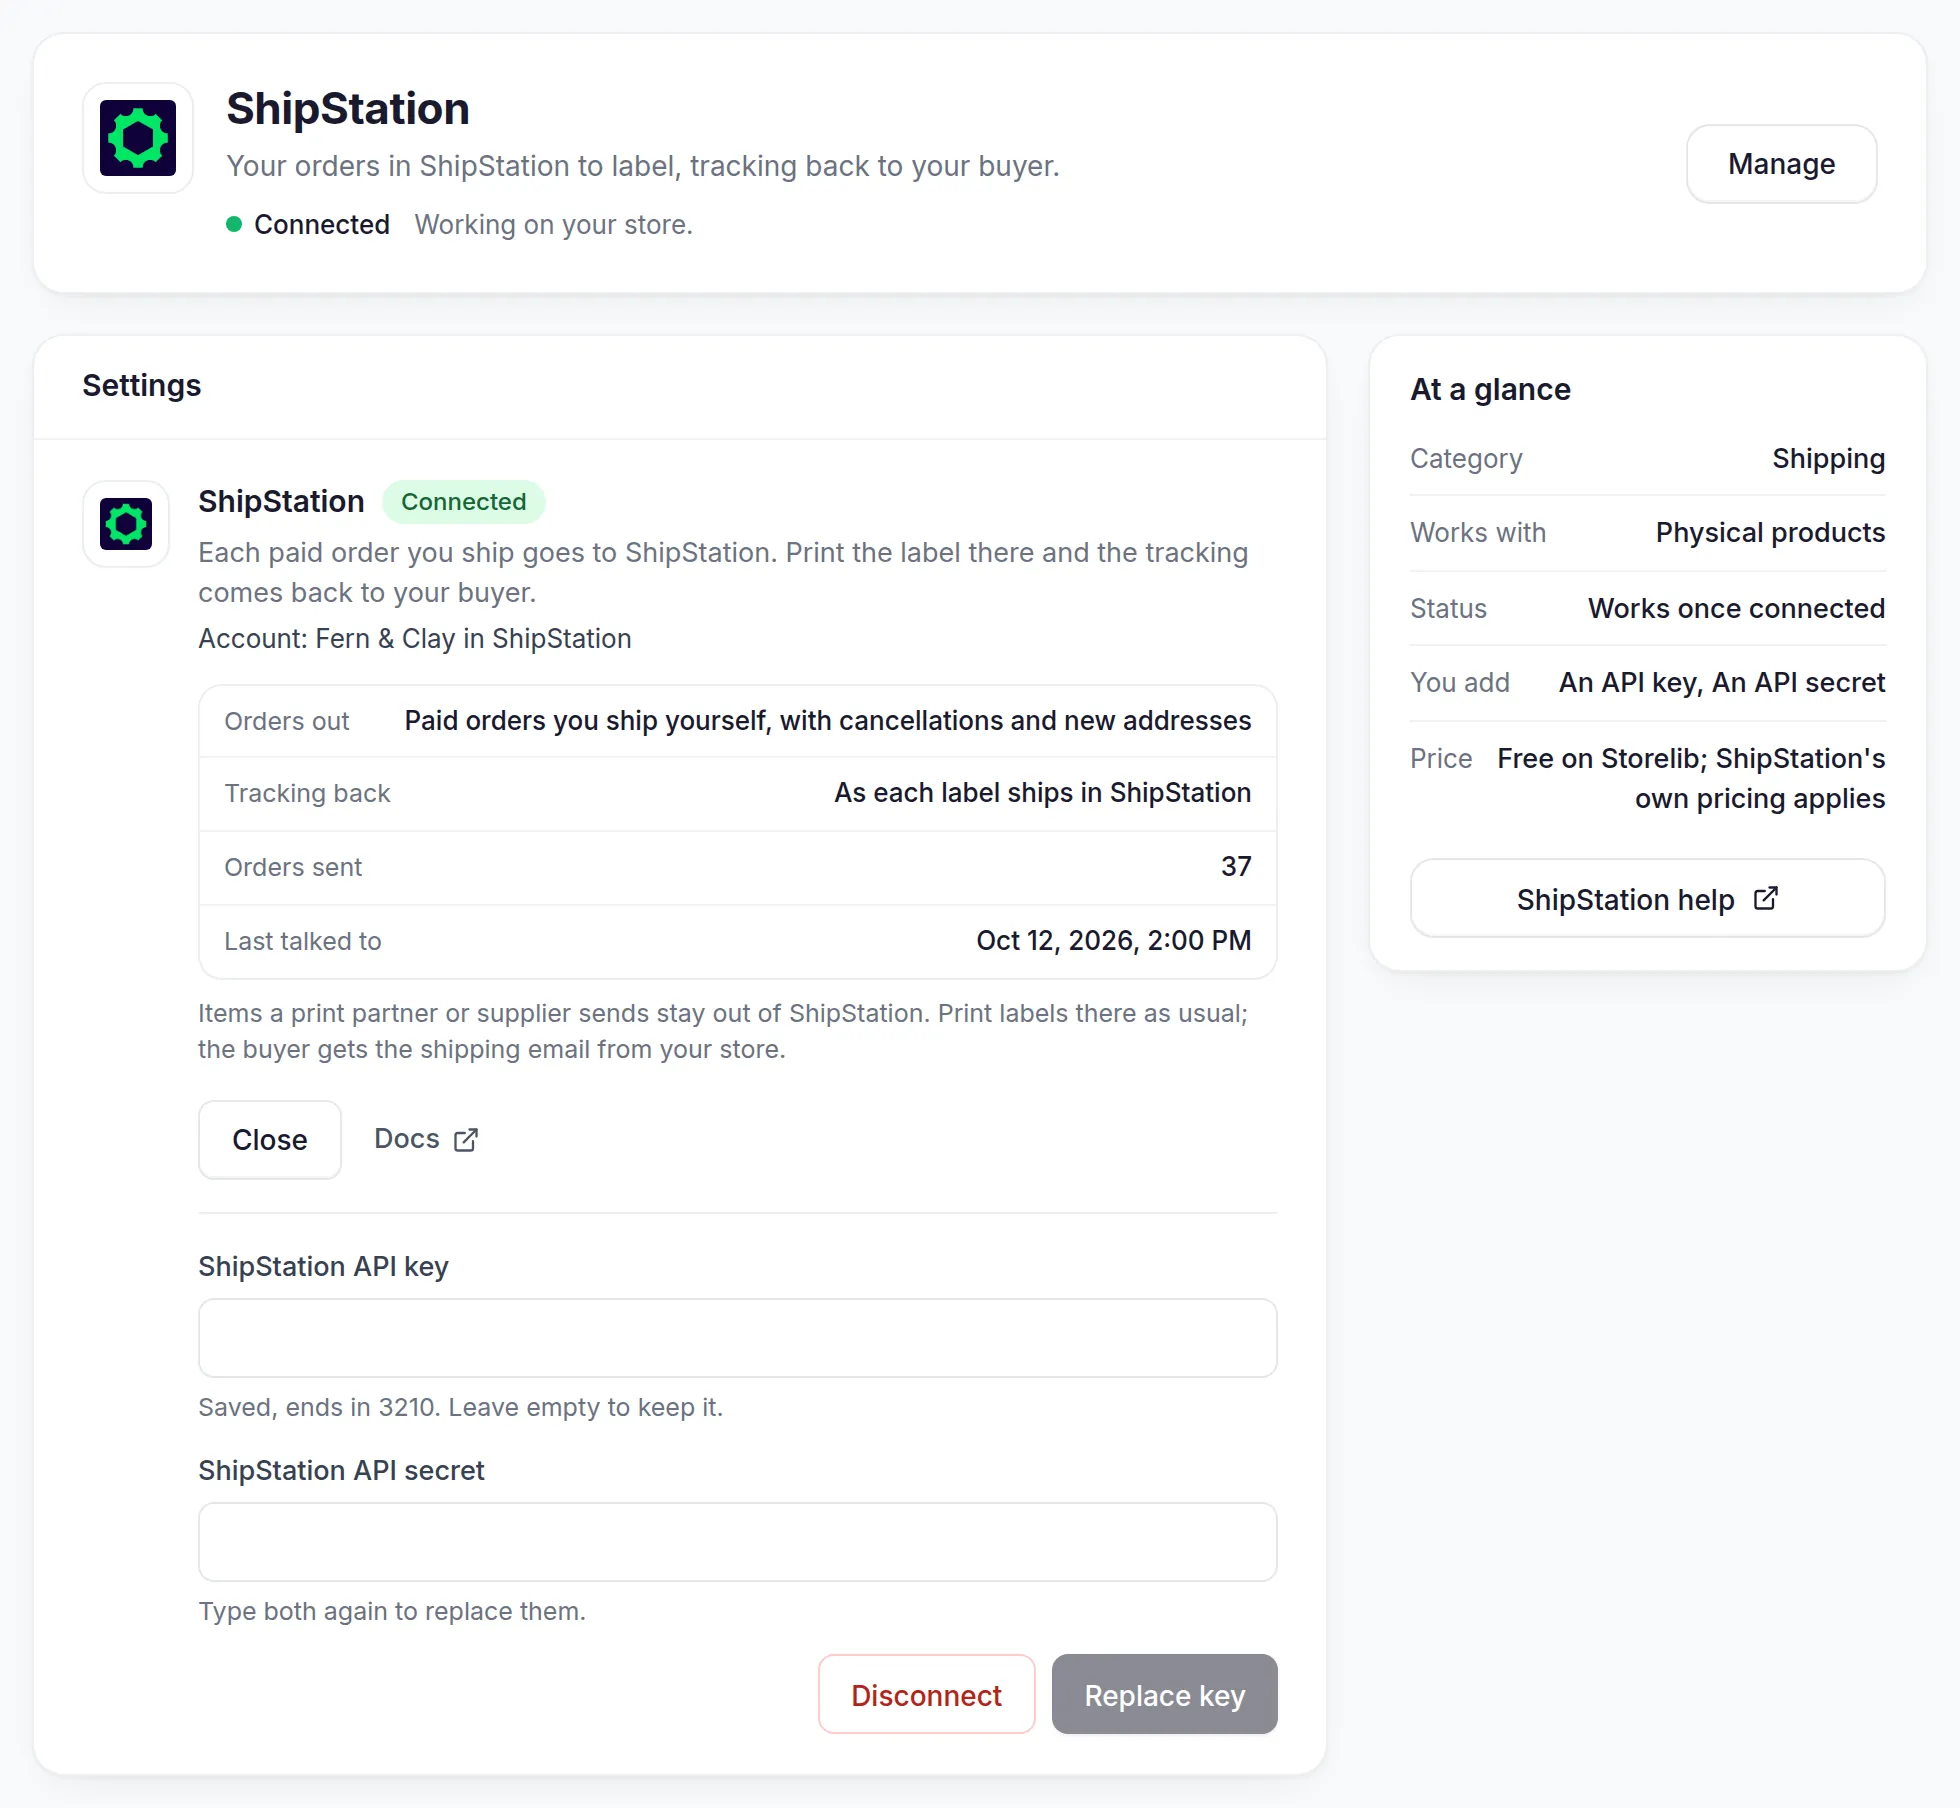 ShipStation
Your orders in ShipStation to label, tracking back to your buyer.
Connected Working on your store.
Manage
Settings
ShipStation Connected
Each paid order you ship goes to ShipStation. Print the label there and the tracking
comes back to your buyer.
Account: Fern & Clay in ShipStation
Orders out Paid orders you ship yourself, with cancellations and new addresses
Tracking back As each label ships in ShipStation
Orders sent 37
Last talked to Oct 12, 2026, 2:00 PM
Items a print partner or supplier sends stay out of ShipStation. Print labels there as usual;
the buyer gets the shipping email from your store.
Close Docs
ShipStation API key
Saved, ends in 3210. Leave empty to keep it.
ShipStation API secret
Type both again to replace them.
Disconnect Replace key
At a glance
Category Shipping
Works with Physical products
Status Works once connected
You add An API key, An API secret
Price Free on Storelib; ShipStation's
own pricing applies
ShipStation help